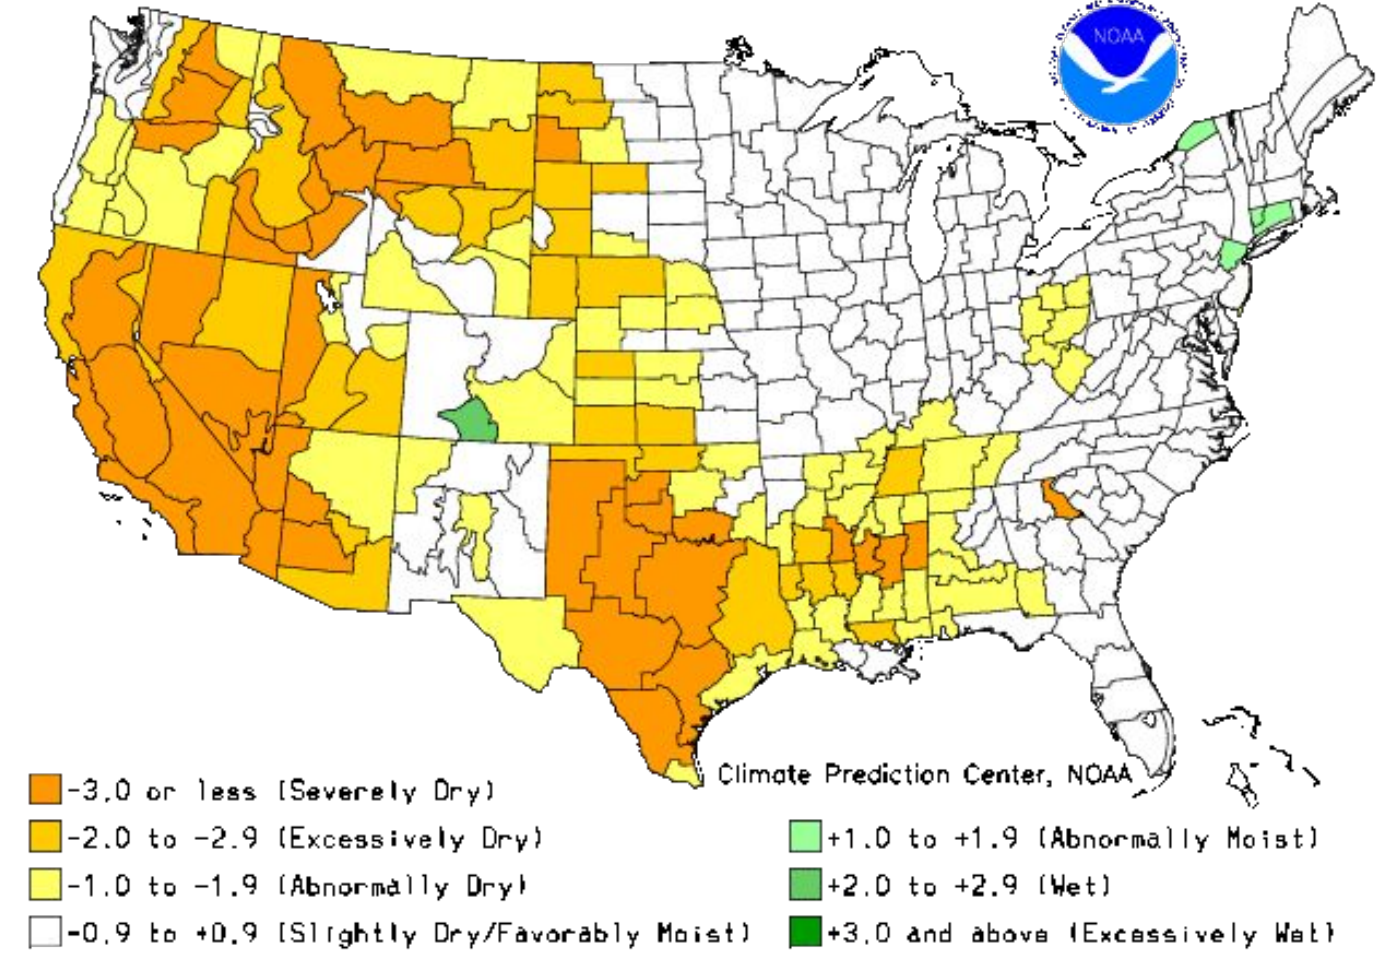 NOAA
Climate Prediction Center, NOAA
-3.0 or less (Severely Dry)
-2.0 to -2.9 (Excessively Dry)
-1.0 to -1.9 (Abnormally Dry)
-0.9 to +0.9 (Slightly Dry/Favorably Moist)
+1.0 to +1.9 (Abnormally Moist)
+2.0 to +2.9 (Wet)
+3.0 and above (Excessively Wet)